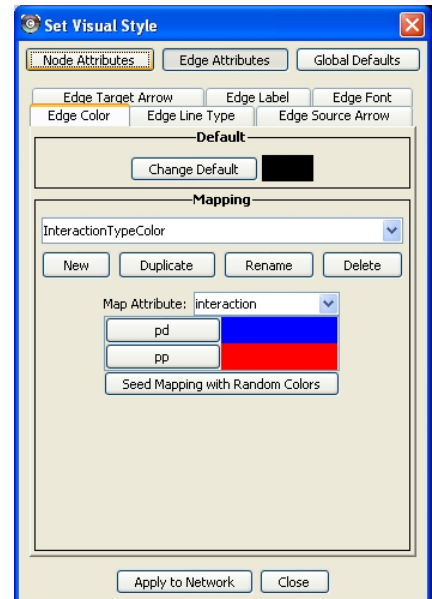 Set Visual Style
Node Attributes Edge Attributes Global Defaults
Edge Target Arrow Edge Label Edge Font
Edge Color Edge Line Type Edge Source Arrow
Default
Change Default
Mapping
InteractionTypeColor
New Duplicate Rename Delete
Map Attribute: interaction
pd
pp
Seed Mapping with Random Colors
Apply to Network Close